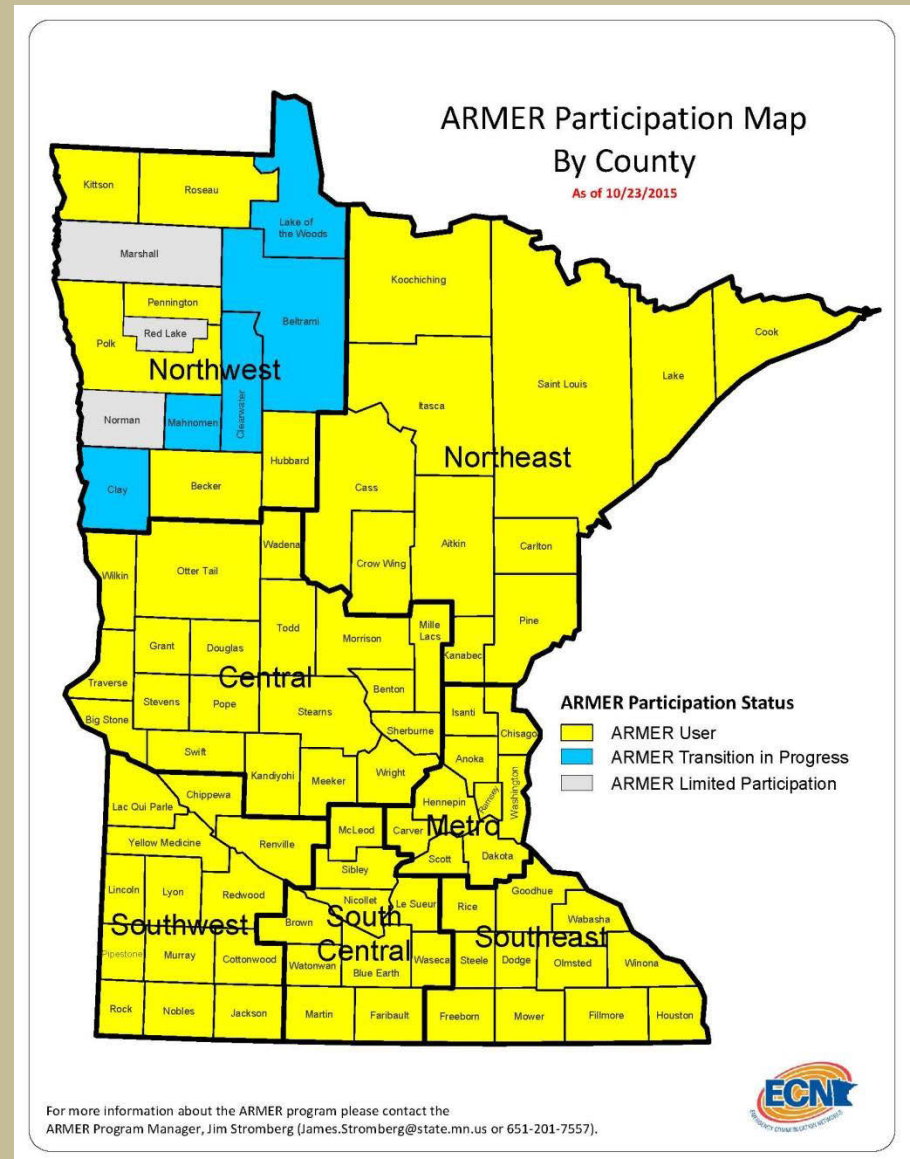 ARMER Participation Map
By County
As of 10/23/2015
Kittson
Roseau
Lake of
the Woods
Marshall
Koochiching
Pennington
Beltrami
Red Lake
Polk
Cook
Northwest
Saint Louis
Lake
Itasca
Norman
Mahnomen
Clearwater
Hubbard
Northeast
Clay
Becker
Cass
Wadena
Aitkin
Carlton
Crow Wing
Wilkin
Otter Tail
Pine
Todd
Mille
Lacs
Morrison
Grant
Douglas
Kanabec
Central
Traverse
Benton
Stevens
Pope
Stearns
Isanti
Big Stone
Sherburne
Chisago
Swift
Anoka
Kandiyohi
Meeker
Wright
Washington
Ramsey
Chippewa
Hennepin
Lac Qui Parle
McLeod
Carver
Metro
Yellow Medicine
Renville
Scott
Dakota
Sibley
Lincoln
Lyon
Redwood
Nicollet
Le Sueur
Rice
Goodhue
Wabasha
Southwest
Brown
South
Central
Southeast
Pipestone
Murray
Cottonwood
Watonwan
Blue Earth
Waseca
Steele
Dodge
Olmsted
Winona
Rock
Nobles
Jackson
Martin
Faribault
Freeborn
Mower
Fillmore
Houston
ARMER Participation Status
ARMER User
ARMER Transition in Progress
ARMER Limited Participation
For more information about the ARMER program please contact the
ARMER Program Manager, Jim Stromberg (James.Stromberg@state.mn.us or 651-201-7557).
ECN
EMERGENCY COMMUNICATION NETWORKS